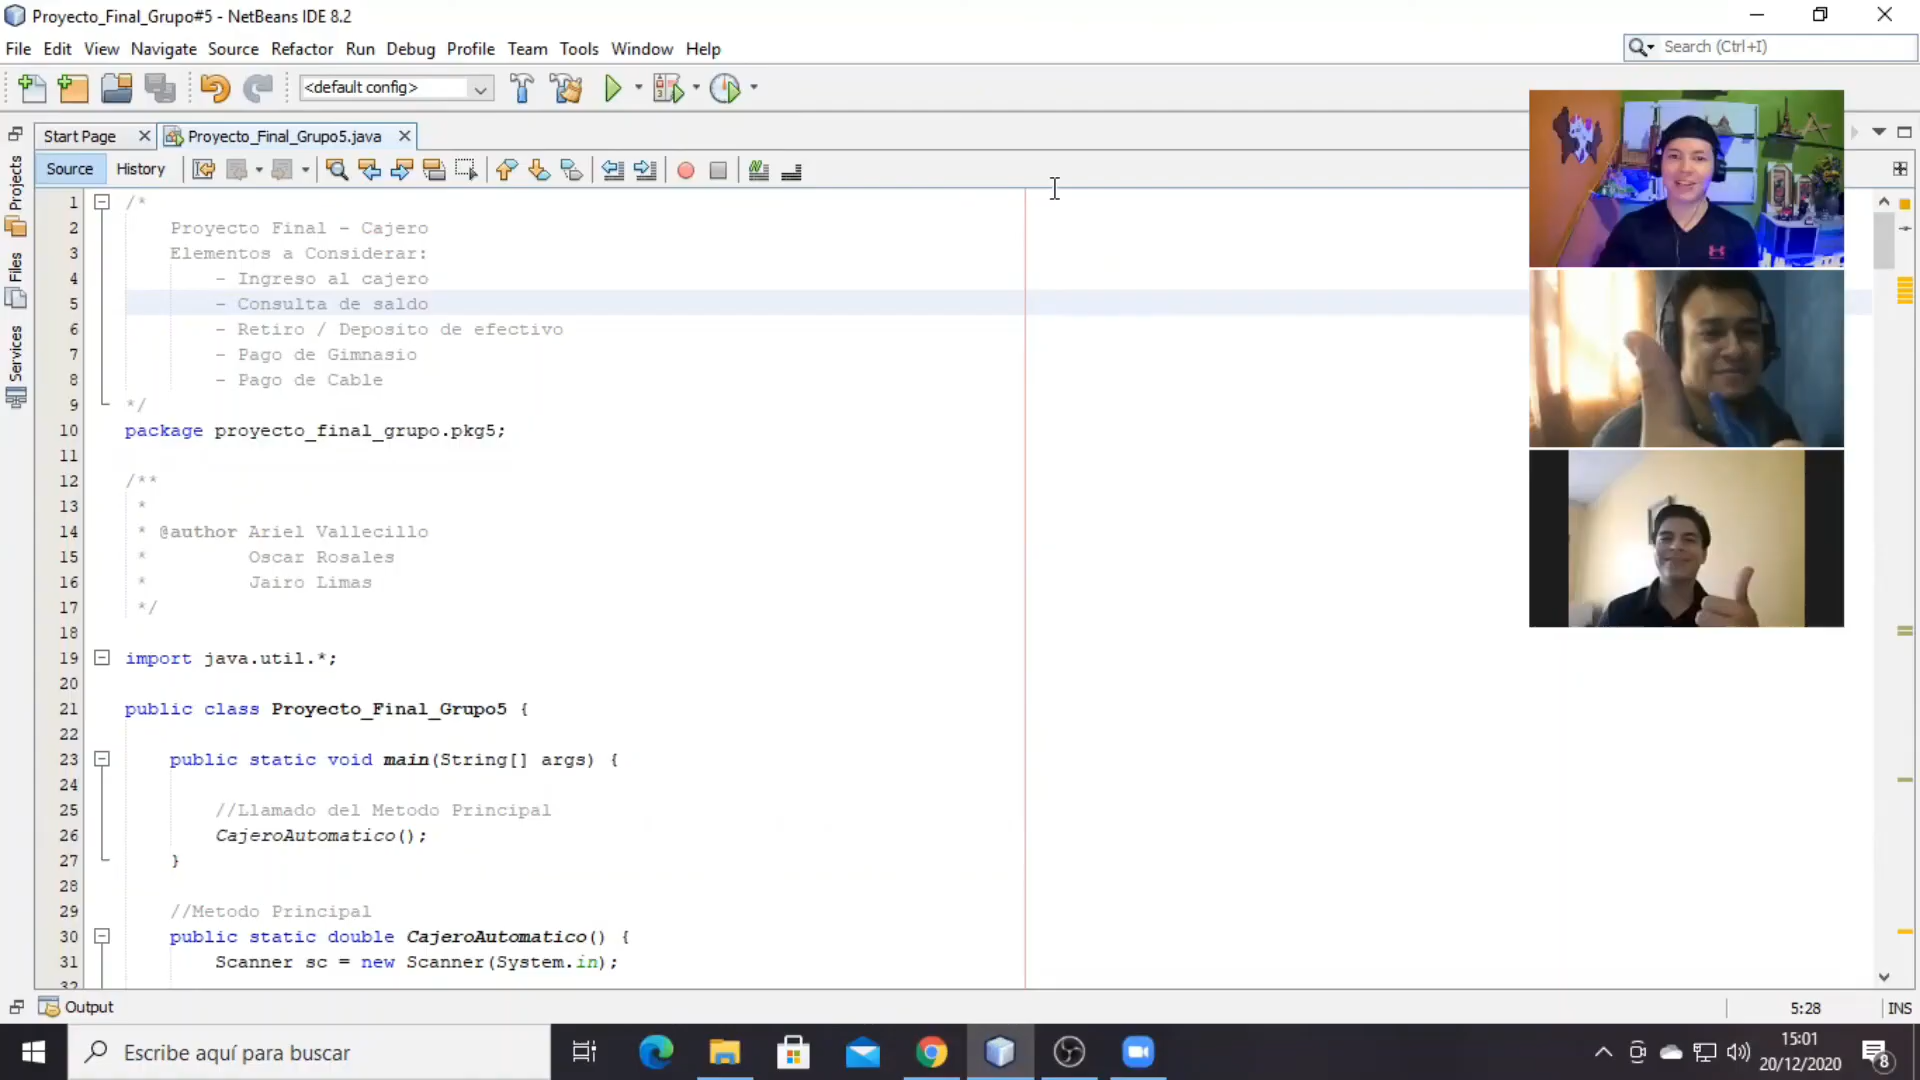 Proyecto_Final_Grupo#5 - NetBeans IDE 8.2
File Edit View Navigate Source Refactor Run Debug Profile Team Tools Window Help
Search (Ctrl+I)
<default config>
Start Page
Proyecto_Final_Grupo5.java
Source History
Projects
Files
Services
1 /*
2 Proyecto Final - Cajero
3 Elementos a Considerar:
4 - Ingreso al cajero
5 - Consulta de saldo
6 - Retiro / Deposito de efectivo
7 - Pago de Gimnasio
8 - Pago de Cable
9 */
10 package proyecto_final_grupo.pkg5;
11
12 /**
13 *
14 * @author Ariel Vallecillo
15 * Oscar Rosales
16 * Jairo Limas
17 */
18
19 import java.util.*;
20
21 public class Proyecto_Final_Grupo5 {
22
23 public static void main(String[] args) {
24
25 //Llamado del Metodo Principal
26 CajeroAutomatico();
27 }
28
29 //Metodo Principal
30 public static double CajeroAutomatico() {
31 Scanner sc = new Scanner(System.in);
32
Output
5:28 INS
Escribe aquí para buscar
15:01
20/12/2020
8